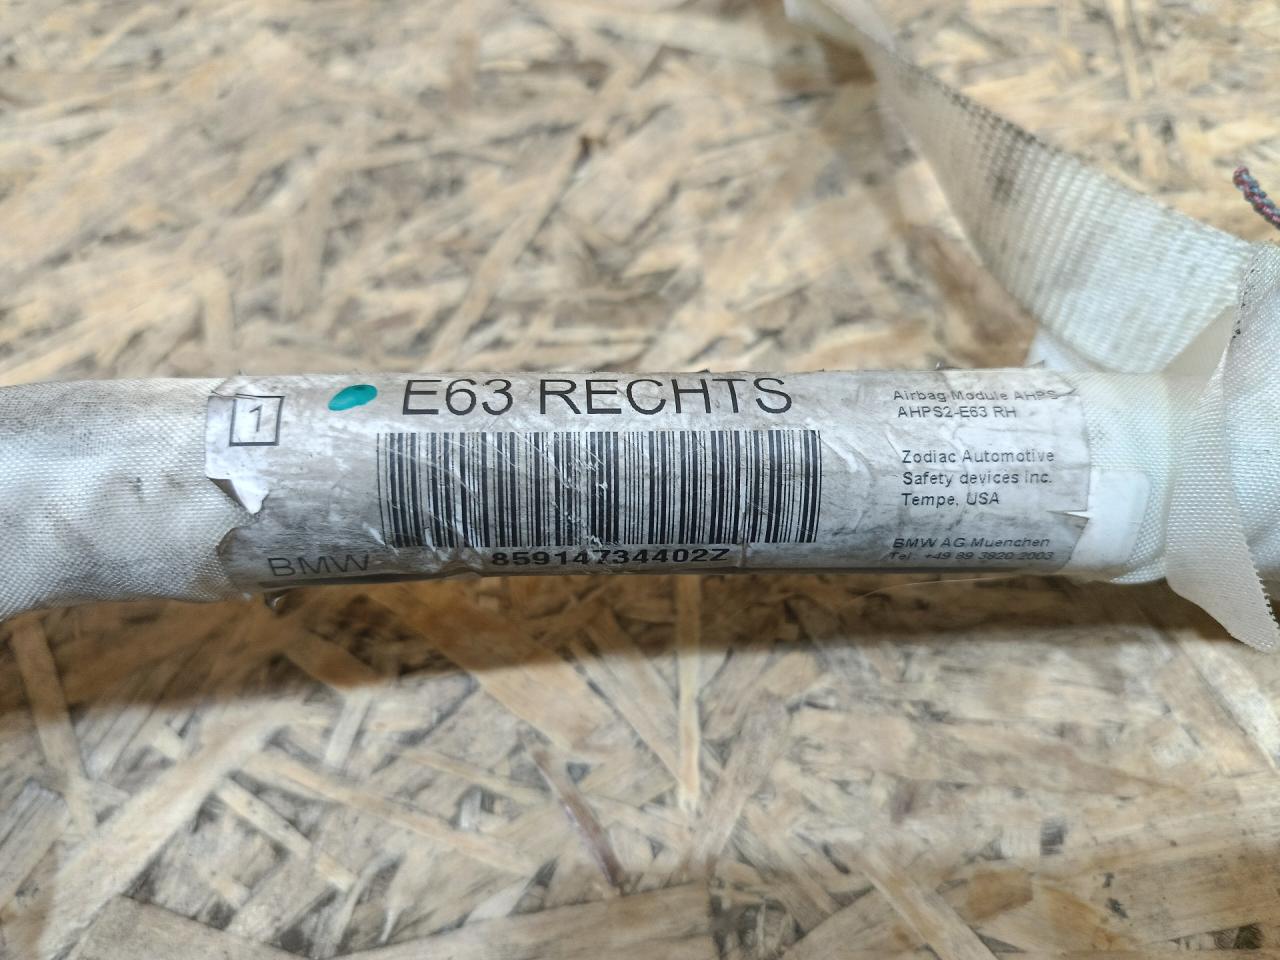 1
E63 RECHTS
BMW
85914734402Z
Airbag Module AHPS
AHPS2-E63 RH
Zodiac Automotive
Safety devices Inc.
Tempe, USA
BMW AG Muenchen
Tel. +49 89 3820 2003